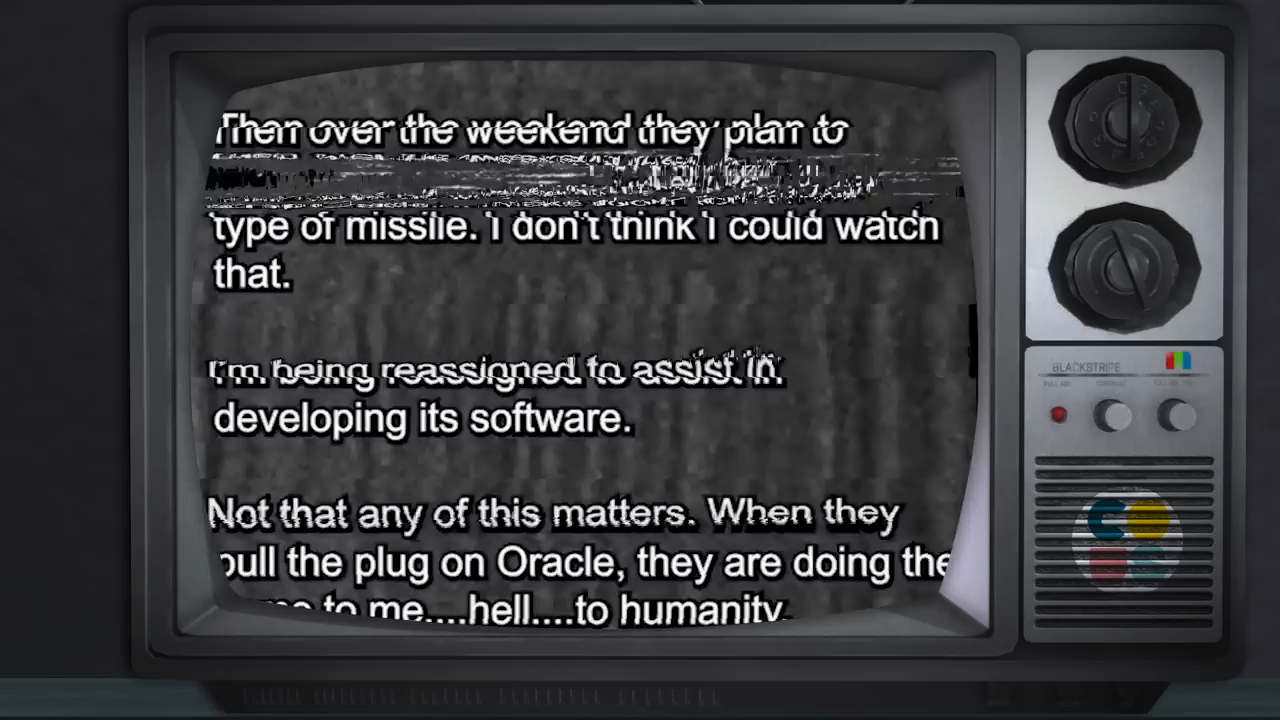 Then over the weekend they plan to
type of missile. I don't think I could watch
that.
I'm being reassigned to assist in
developing its software.
Not that any of this matters. When they
pull the plug on Oracle, they are doing the
to me....hell....to humanity.
BLACKSTRIPE